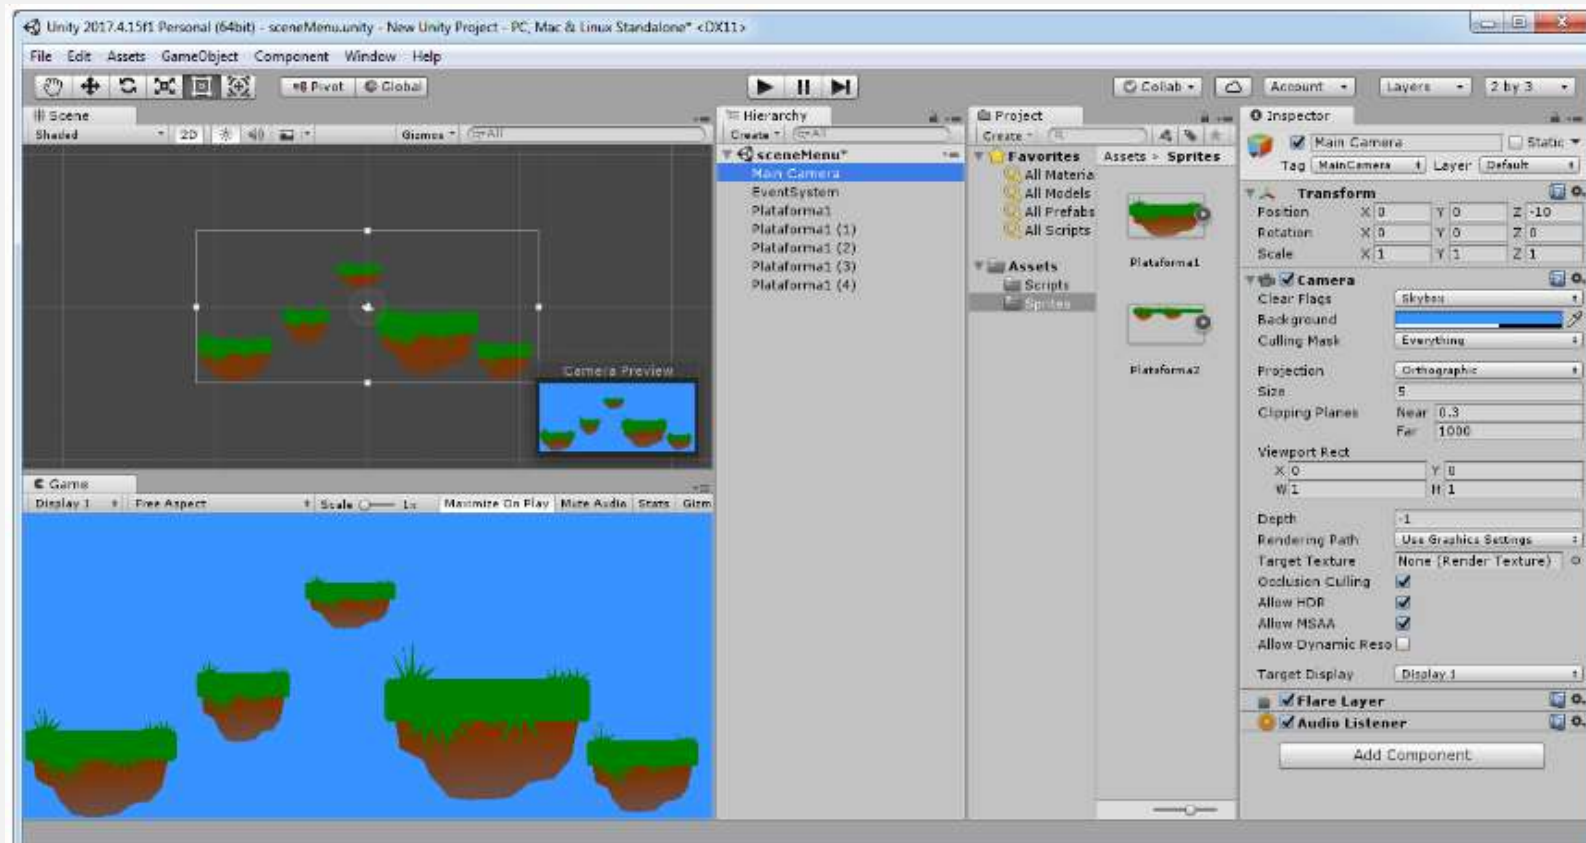 Unity 2017.4.15f1 Personal (64bit) - sceneMenu.unity - New Unity Project - PC, Mac & Linux Standalone* <DX11>
File Edit Assets GameObject Component Window Help
Pivot Global
Collab Account Layers 2 by 3
Scene
Shaded 2D Gizmos All
Camera Preview
Game
Display 1 Free Aspect Scale 1x Maximize On Play Mute Audio Stats Gizm
Hierarchy
Create All
sceneMenu*
Main Camera
EventSystem
Plataforma1
Plataforma1 (1)
Plataforma1 (2)
Plataforma1 (3)
Plataforma1 (4)
Project
Create
Favorites
All Materia
All Models
All Prefabs
All Scripts
Assets
Scripts
Sprites
Assets Sprites
Plataforma1
Plataforma2
Inspector
Main Camera Static
Tag MainCamera Layer Default
Transform
Position X 0 Y 0 Z -10
Rotation X 0 Y 0 Z 0
Scale X 1 Y 1 Z 1
Camera
Clear Flags Skybox
Background
Culling Mask Everything
Projection Orthographic
Size 5
Clipping Planes Near 0.3
Far 1000
Viewport Rect
X 0 Y 0
W 1 H 1
Depth -1
Rendering Path Use Graphics Settings
Target Texture None (Render Texture)
Occlusion Culling
Allow HDR
Allow MSAA
Allow Dynamic Reso
Target Display Display 1
Flare Layer
Audio Listener
Add Component